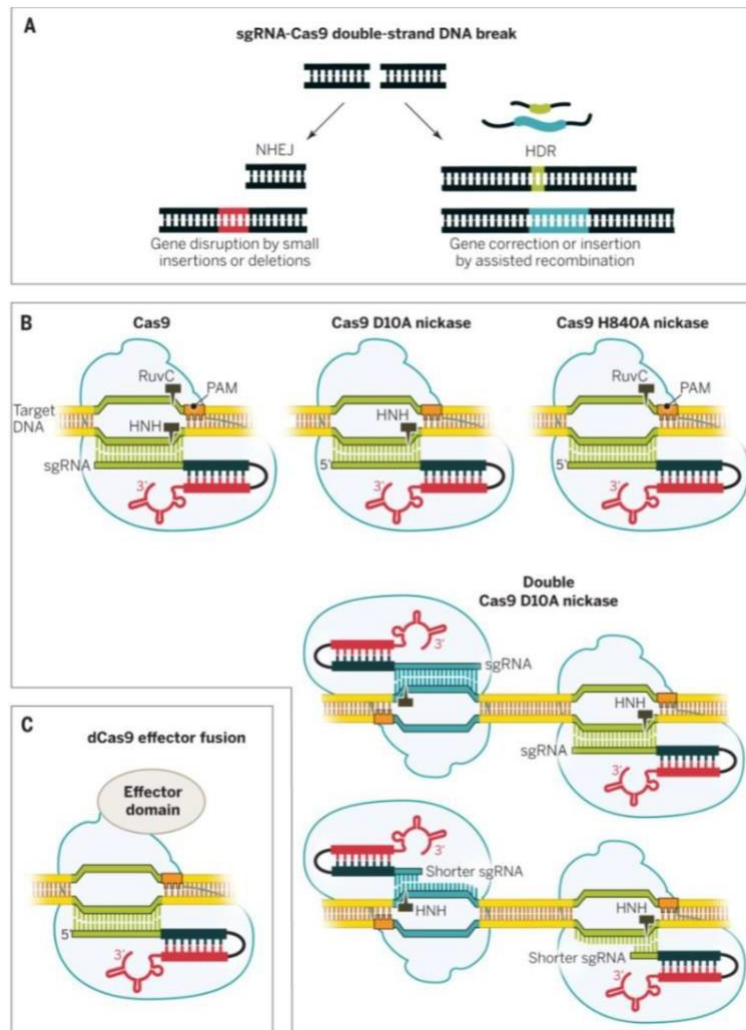 A
sgRNA-Cas9 double-strand DNA break
NHEJ
HDR
Gene disruption by small
insertions or deletions
Gene correction or insertion
by assisted recombination
B
Cas9
Cas9 D10A nickase
Cas9 H840A nickase
RuvC
PAM
Target
DNA
HNH
sgRNA
3′
HNH
5′
3′
RuvC
PAM
5′
3′
Double
Cas9 D10A nickase
3′
sgRNA
HNH
sgRNA
3′
3′
Shorter sgRNA
HNH
HNH
Shorter sgRNA
3′
C
dCas9 effector fusion
Effector
domain
5′
3′